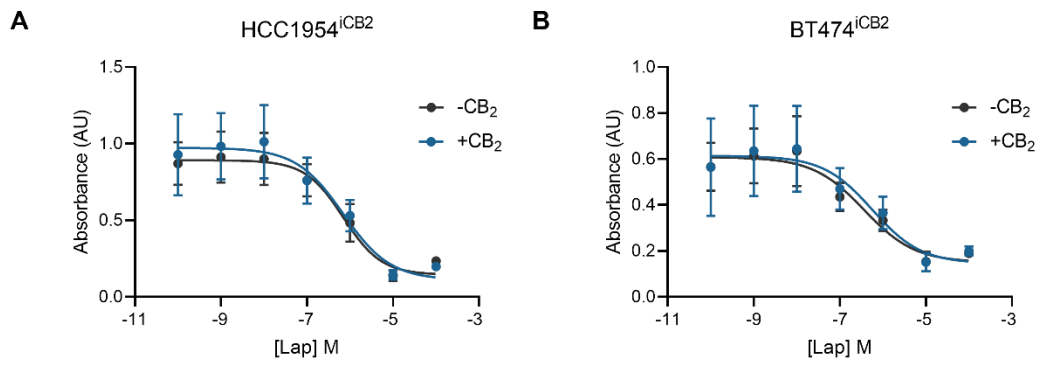 A
HCC1954iCB2
1.5
1.0
0.5
0.0
Absorbance (AU)
-11
-9
-7
-5
-3
[Lap] M
-CB2
+CB2
B
BT474iCB2
1.0
0.8
0.6
0.4
0.2
0.0
Absorbance (AU)
-11
-9
-7
-5
-3
[Lap] M
-CB2
+CB2